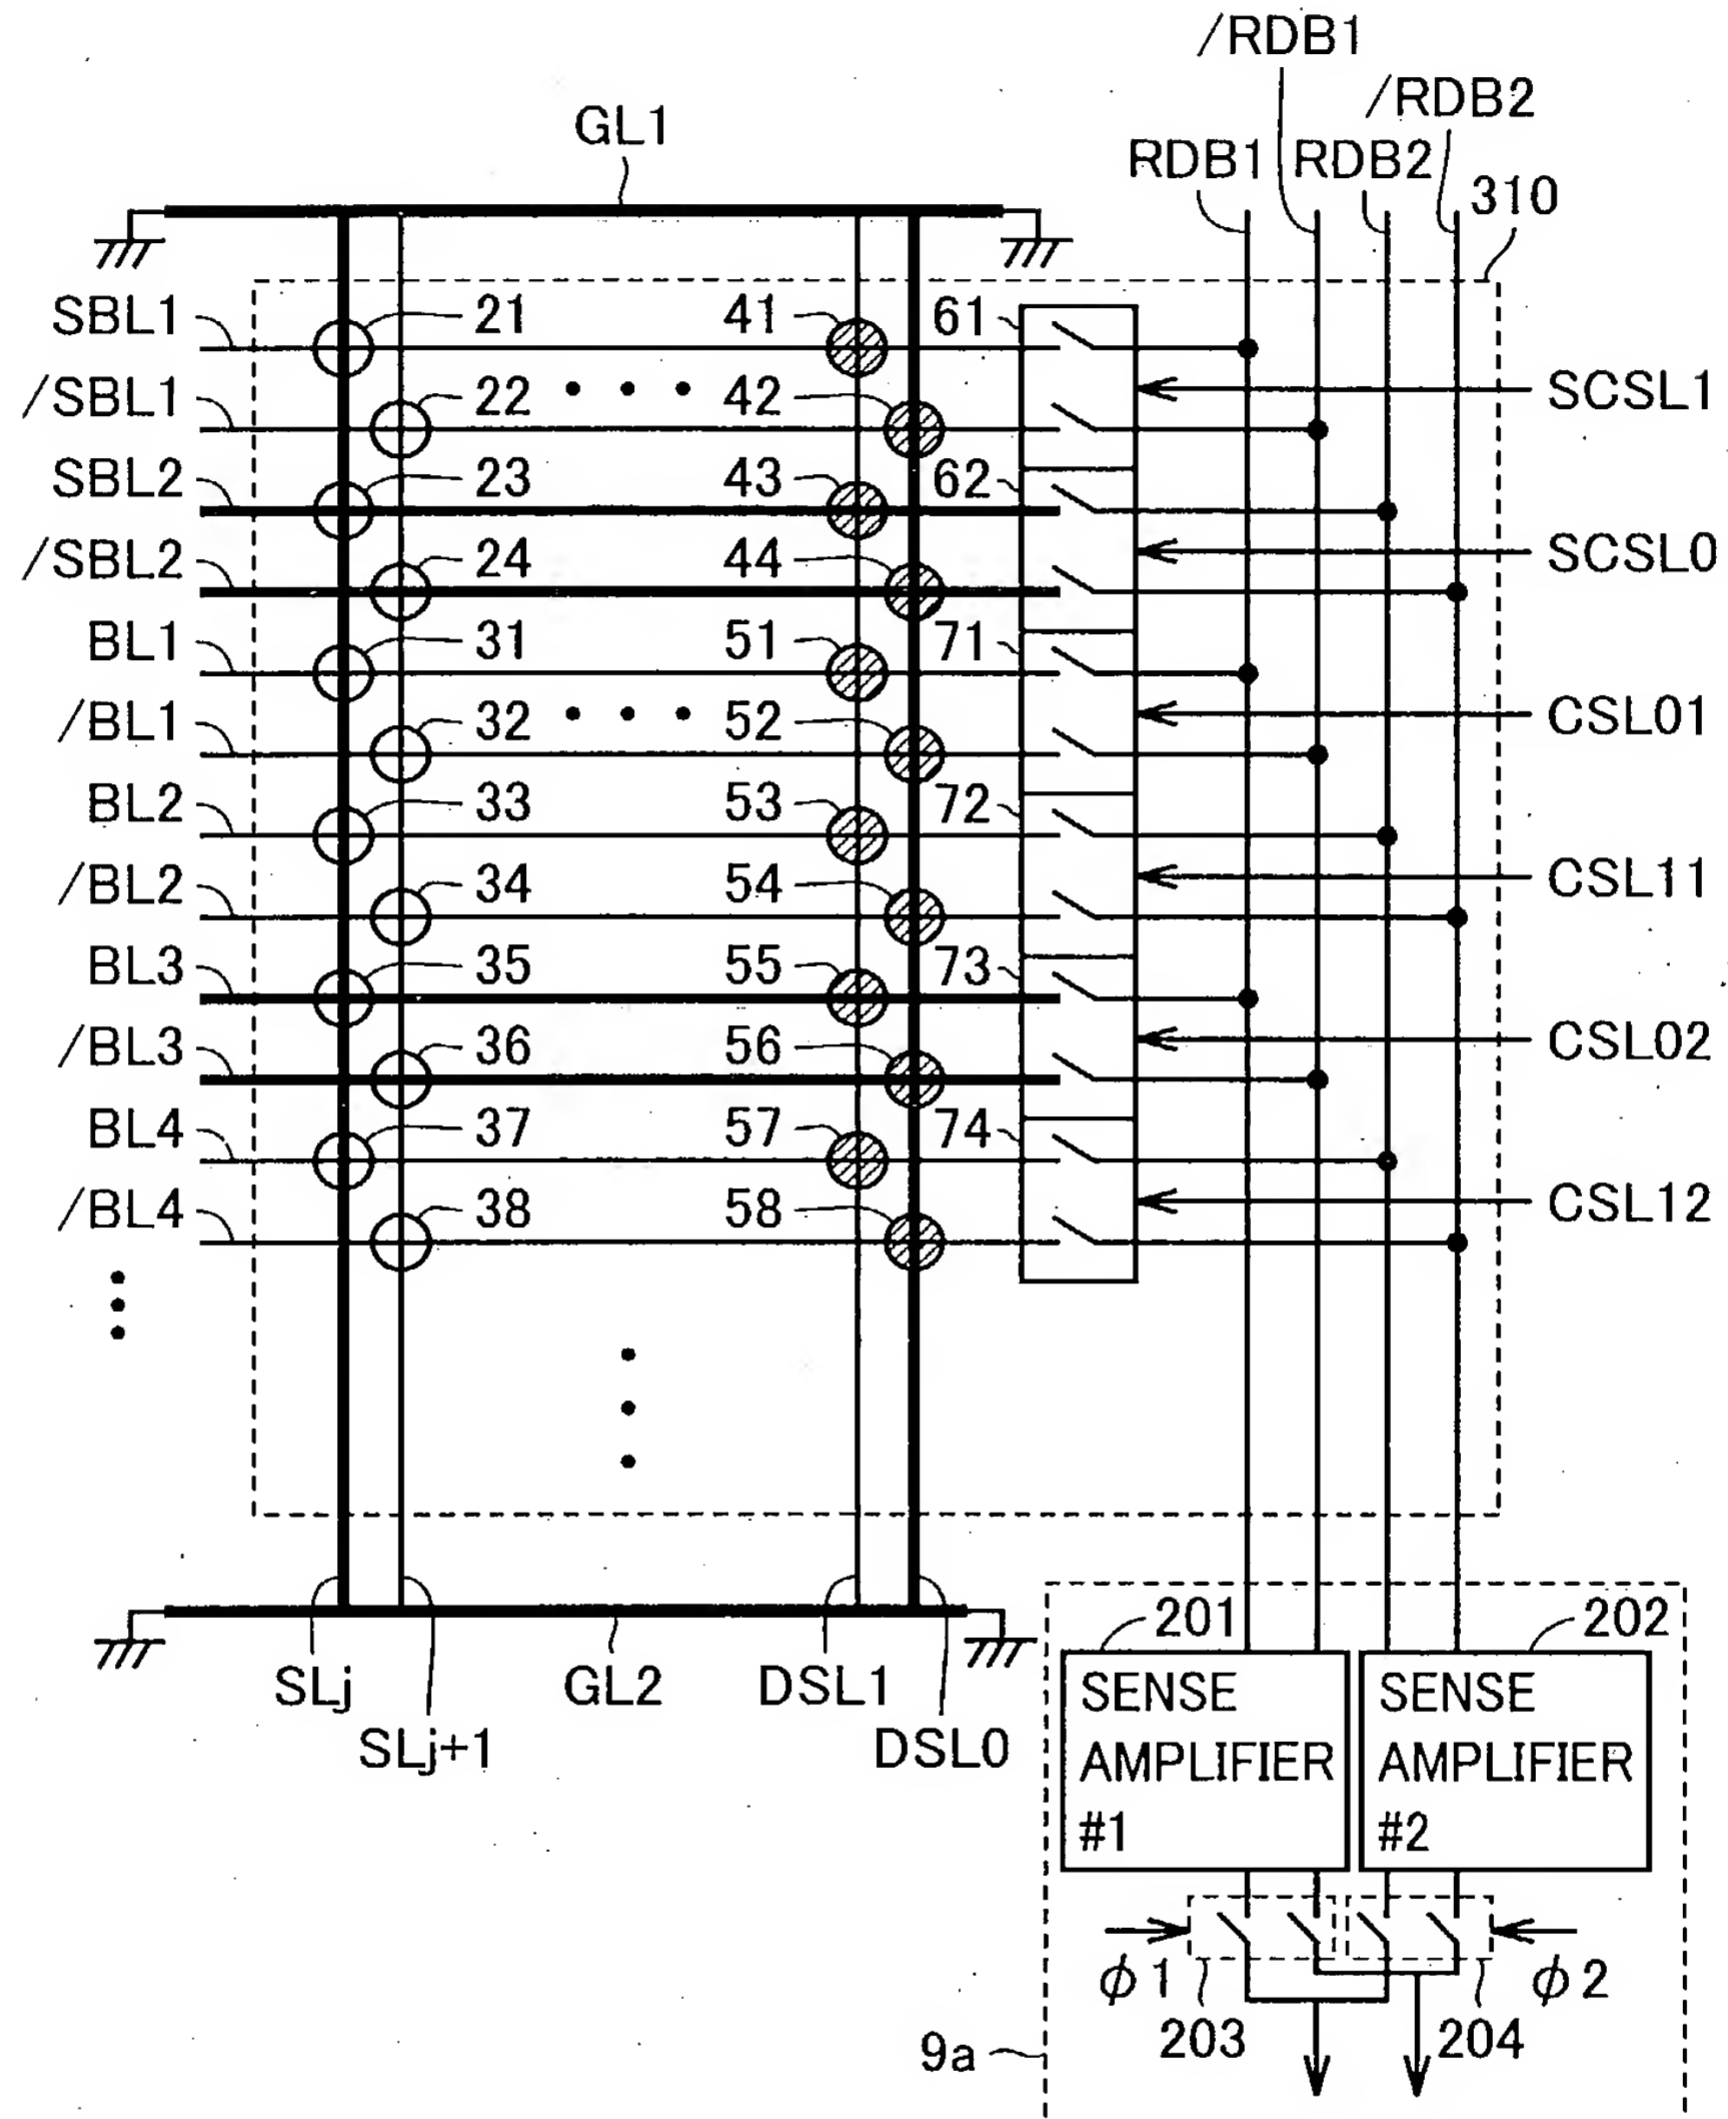 /RDB1
/RDB2
GL1
RDB1 RDB2
310
SBL1 21 41 61
/SBL1 22 42 SCSL1
SBL2 23 43 62
/SBL2 24 44 SCSL0
BL1 31 51 71
/BL1 32 52 CSL01
BL2 33 53 72
/BL2 34 54 CSL11
BL3 35 55 73
/BL3 36 56 CSL02
BL4 37 57 74
/BL4 38 58 CSL12
201 202
SLj GL2 DSL1
SLj+1 DSL0
SENSE
AMPLIFIER
#1
SENSE
AMPLIFIER
#2
ϕ1 ϕ2
203 204
9a